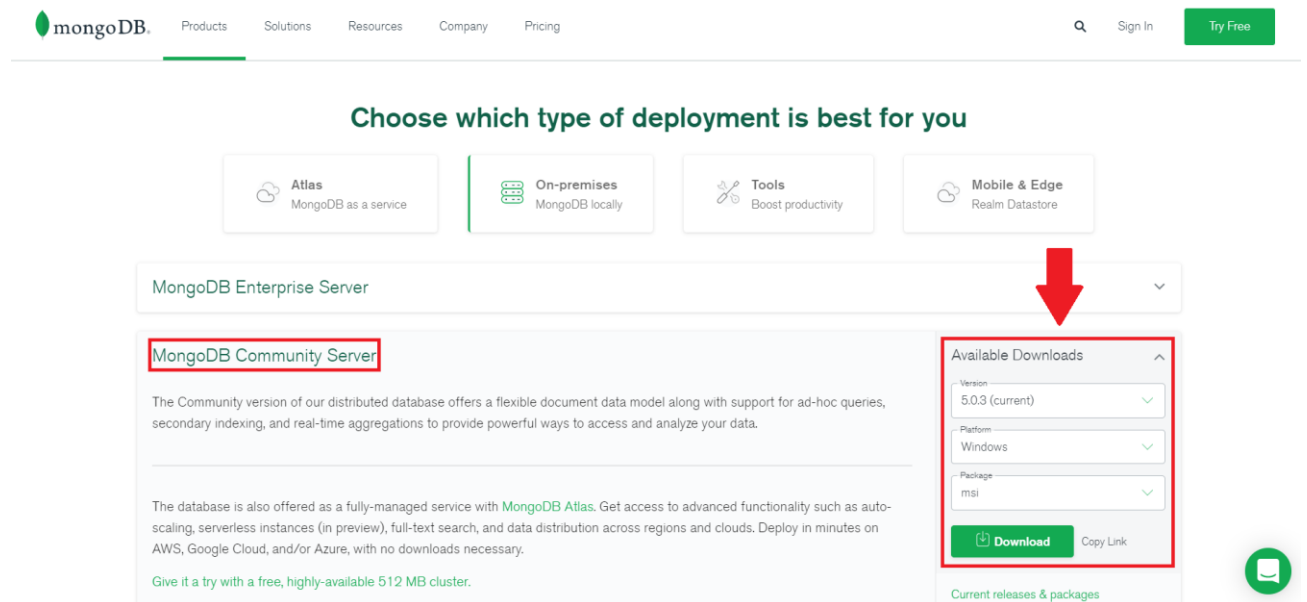 mongoDB.
Products
Solutions
Resources
Company
Pricing
Sign In
Try Free
Choose which type of deployment is best for you
Atlas
MongoDB as a service
On-premises
MongoDB locally
Tools
Boost productivity
Mobile & Edge
Realm Datastore
MongoDB Enterprise Server
MongoDB Community Server
The Community version of our distributed database offers a flexible document data model along with support for ad-hoc queries,
secondary indexing, and real-time aggregations to provide powerful ways to access and analyze your data.
The database is also offered as a fully-managed service with MongoDB Atlas. Get access to advanced functionality such as auto-
scaling, serverless instances (in preview), full-text search, and data distribution across regions and clouds. Deploy in minutes on
AWS, Google Cloud, and/or Azure, with no downloads necessary.
Give it a try with a free, highly-available 512 MB cluster.
Available Downloads
Version
5.0.3 (current)
Platform
Windows
Package
msi
Download
Copy Link
Current releases & packages